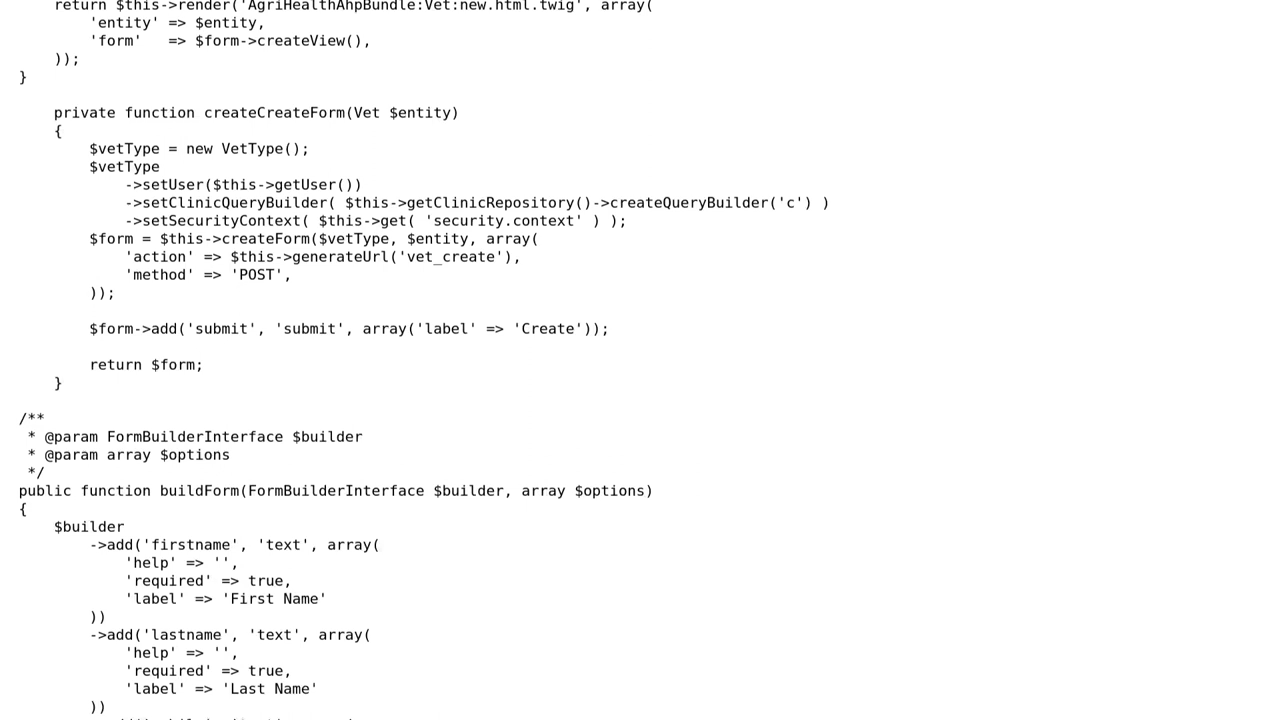 return $this->render('AgriHealthAhpBundle:Vet:new.html.twig', array(
        'entity' => $entity,
        'form'   => $form->createView(),
    ));
}

    private function createCreateForm(Vet $entity)
    {
        $vetType = new VetType();
        $vetType
            ->setUser($this->getUser())
            ->setClinicQueryBuilder( $this->getClinicRepository()->createQueryBuilder('c') )
            ->setSecurityContext( $this->get( 'security.context' ) );
        $form = $this->createForm($vetType, $entity, array(
            'action' => $this->generateUrl('vet_create'),
            'method' => 'POST',
        ));

        $form->add('submit', 'submit', array('label' => 'Create'));

        return $form;
    }

/**
 * @param FormBuilderInterface $builder
 * @param array $options
 */
public function buildForm(FormBuilderInterface $builder, array $options)
{
    $builder
        ->add('firstname', 'text', array(
            'help' => '',
            'required' => true,
            'label' => 'First Name'
        ))
        ->add('lastname', 'text', array(
            'help' => '',
            'required' => true,
            'label' => 'Last Name'
        ))